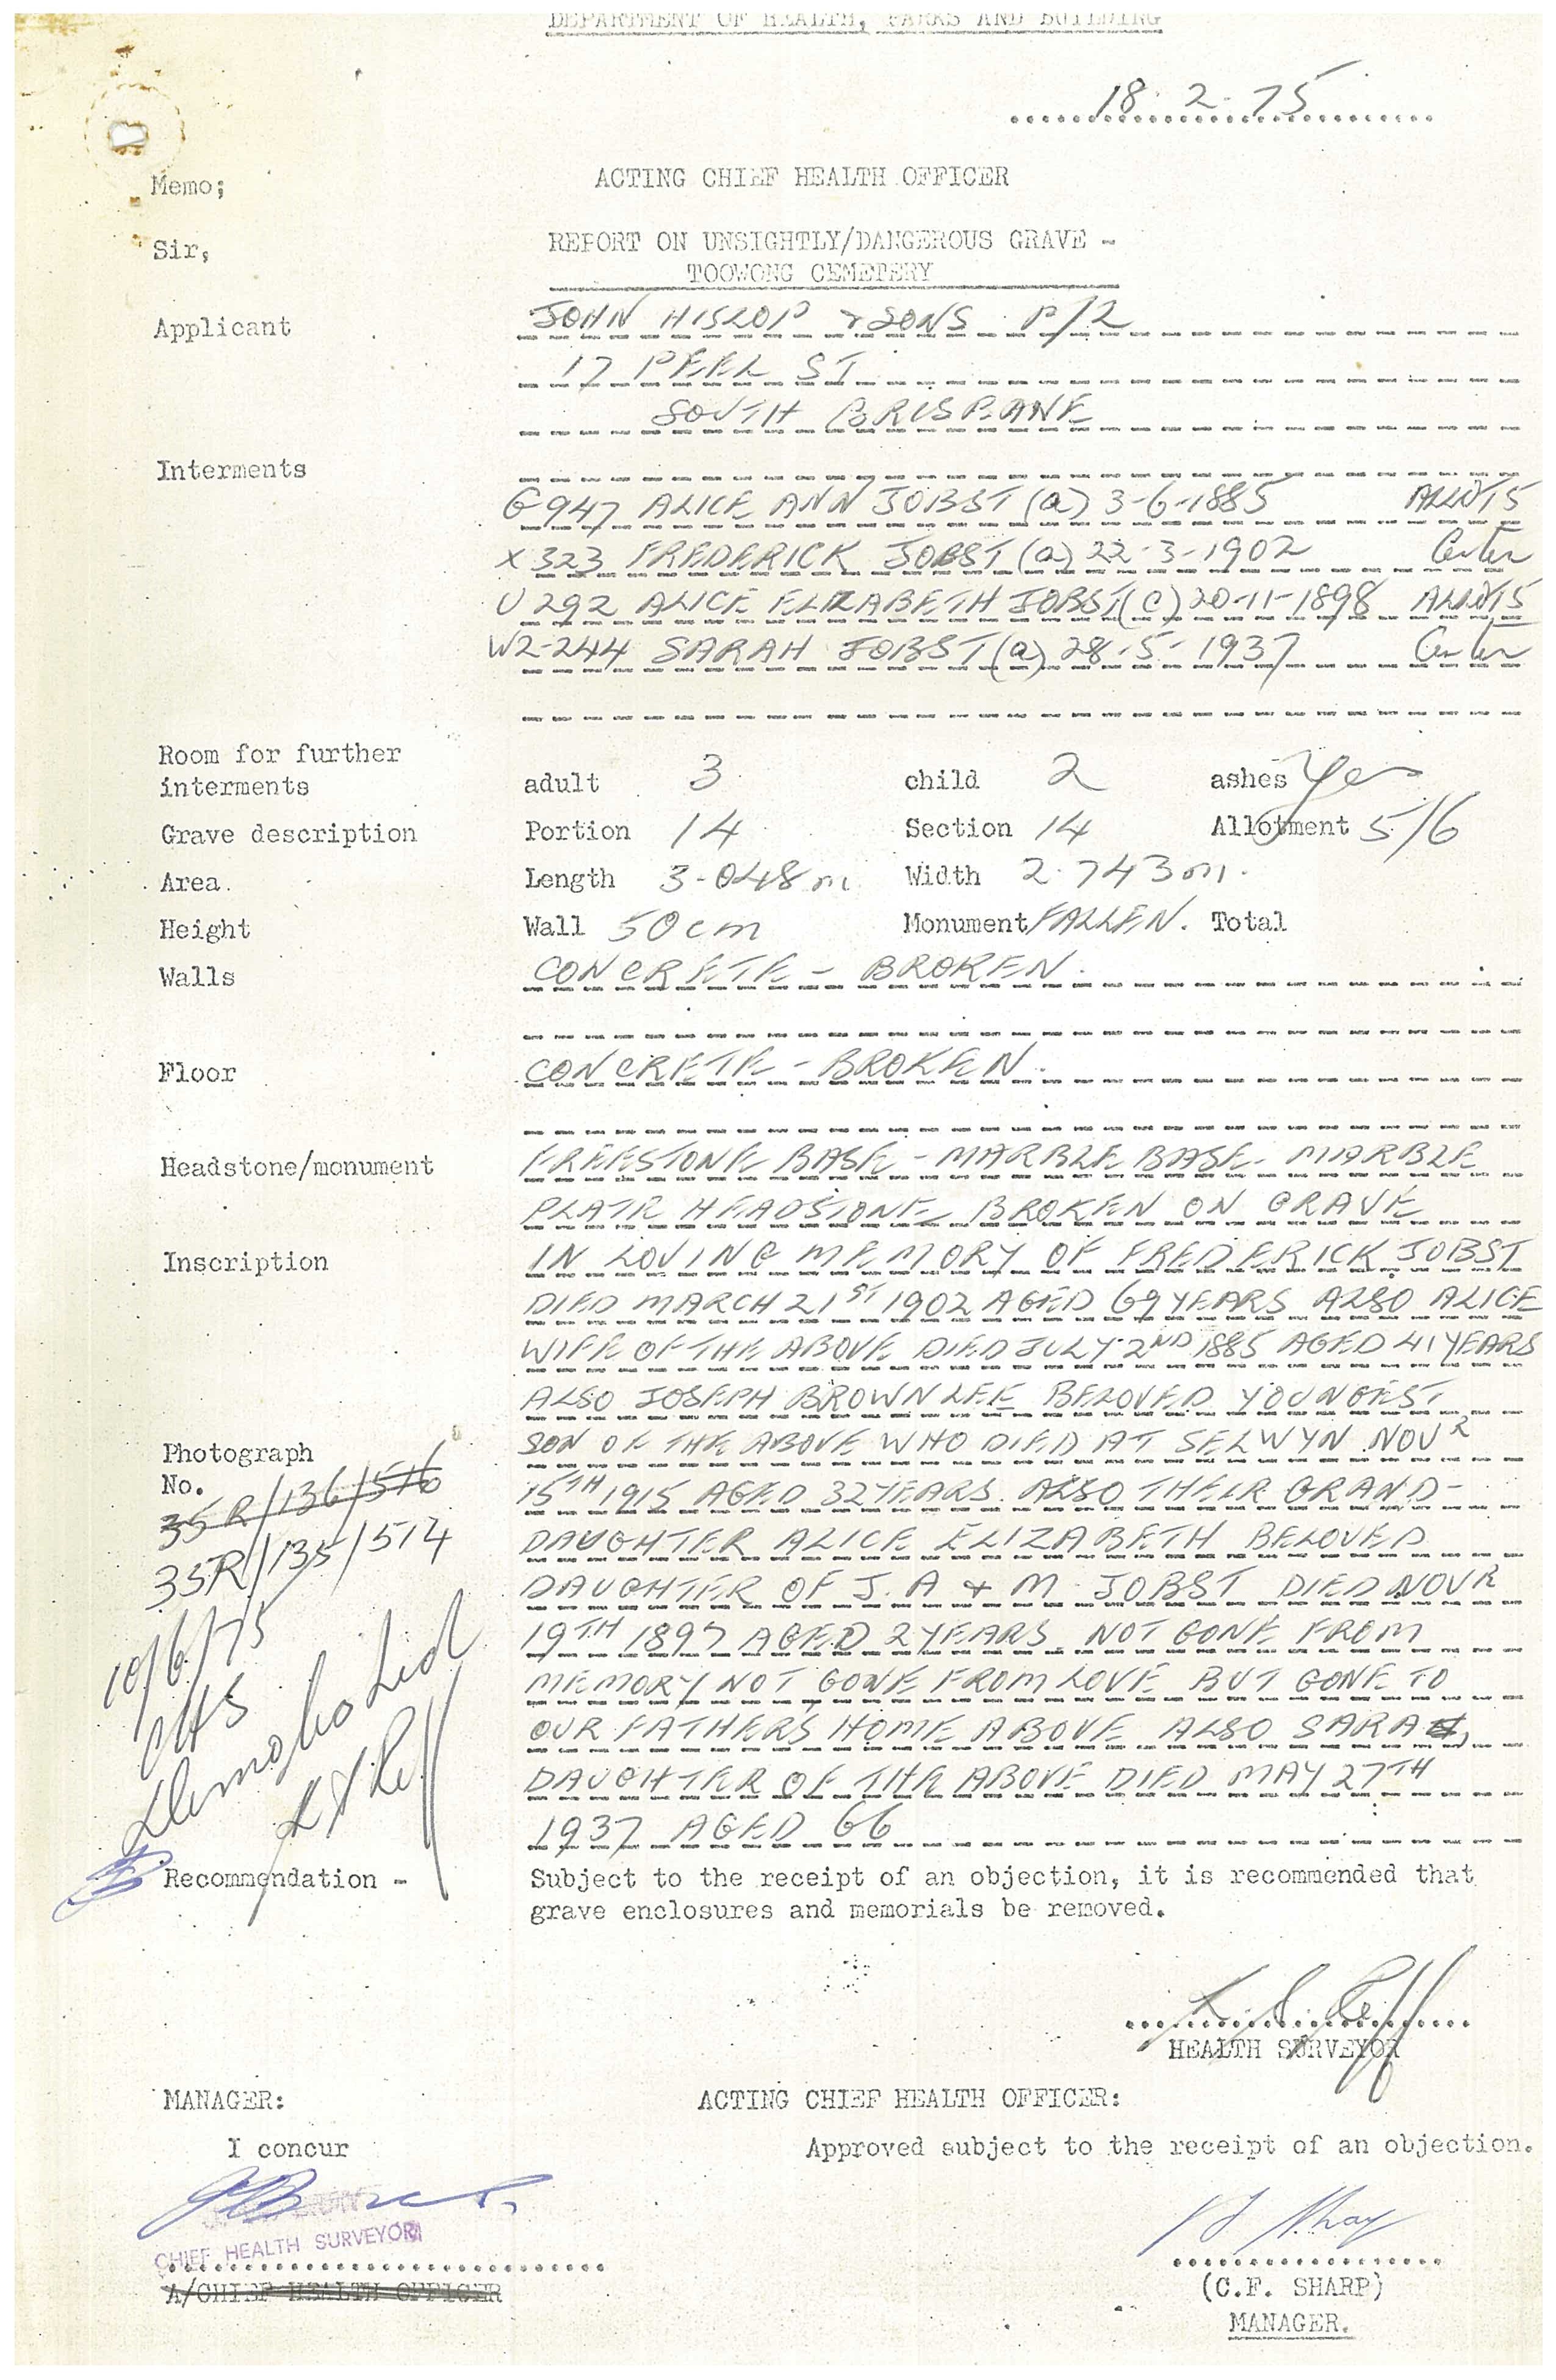 DEPARTMENT OF HEALTH, PARKS AND BUILDING
18.2.75
Memo; ACTING CHIEF HEALTH OFFICER
Sir, REPORT ON UNSIGHTLY/DANGEROUS GRAVE -
TOOWONG CEMETERY
Applicant JOHN HISLOP & SONS P/L
17 PEEL ST
SOUTH BRISBANE
Interments
G947 ALICE ANN JOBST (a) 3-6-1885 ALLOT 5
X323 FREDERICK JOBST (a) 22-3-1902 Center
U292 ALICE ELIZABETH JOBST (c) 20-11-1898 ALLOT 5
W2-244 SARAH JOBST (a) 28-5-1937 Center
Room for further
interments adult 3 child 2 ashes Yes
Grave description Portion 14 Section 14 Allotment 5/6
Area. Length 3.048m Width 2.743m.
Height Wall 50cm Monument FALLEN. Total
Walls CONCRETE - BROKEN.
Floor CONCRETE - BROKEN.
Headstone/monument FREESTONE BASE - MARBLE BASE - MARBLE
PLATE HEADSTONE BROKEN ON GRAVE
Inscription IN LOVING MEMORY OF FREDERICK JOBST
DIED MARCH 21ST 1902 AGED 69 YEARS ALSO ALICE
WIFE OF THE ABOVE DIED JULY 2ND 1885 AGED 41 YEARS
ALSO JOSEPH BROWNLEE BELOVED YOUNGEST
SON OF THE ABOVE WHO DIED AT SELWYN NOVR
15TH 1915 AGED 32 YEARS. ALSO THEIR GRAND-
DAUGHTER ALICE ELIZABETH BELOVED
DAUGHTER OF J. A & M. JOBST DIED NOVR
19TH 1897 AGED 2 YEARS. NOT GONE FROM
MEMORY NOT GONE FROM LOVE BUT GONE TO
OUR FATHER'S HOME ABOVE ALSO SARAH,
DAUGHTER OF THE ABOVE DIED MAY 27TH
1937 AGED 66
Photograph
No.
35R/136/516
35R/135/514
10/6/75
CHS
Demolished
Recommendation - Subject to the receipt of an objection, it is recommended that
grave enclosures and memorials be removed.
HEALTH SURVEYOR
MANAGER: ACTING CHIEF HEALTH OFFICER:
I concur Approved subject to the receipt of an objection.
CHIEF HEALTH SURVEYOR
A/CHIEF HEALTH OFFICER
(C.F. SHARP)
MANAGER.